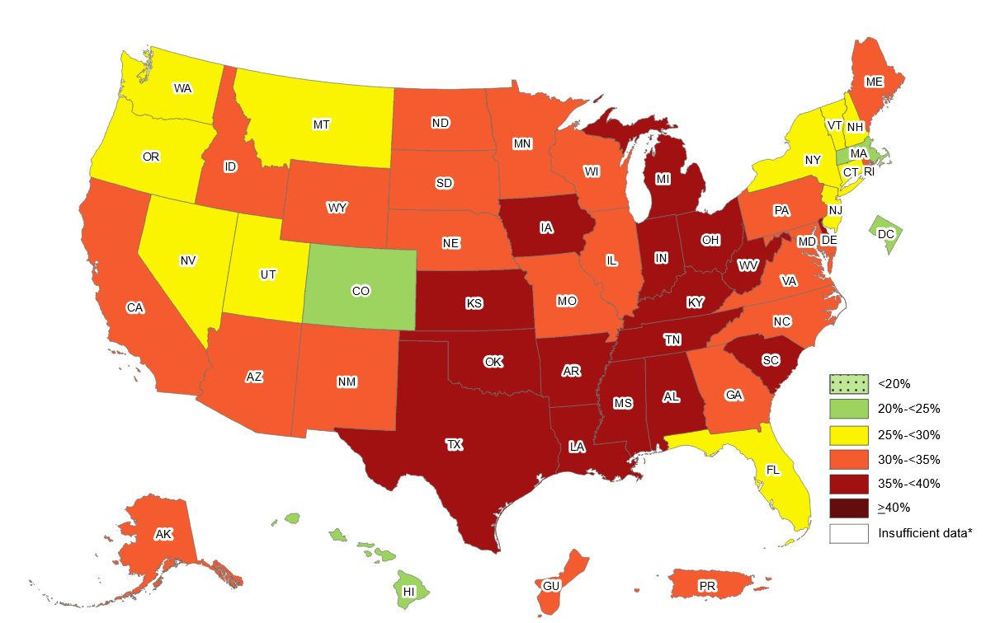 WA
MT
ND
MN
ME
VT
NH
OR
ID
SD
WI
MI
NY
MA
CT
RI
WY
IA
PA
NJ
NV
UT
CO
NE
IL
IN
OH
WV
MD
DE
DC
VA
CA
KS
MO
KY
NC
AZ
NM
OK
AR
TN
SC
TX
LA
MS
AL
GA
FL
AK
HI
GU
PR
<20%
20%-<25%
25%-<30%
30%-<35%
35%-<40%
≥40%
Insufficient data*